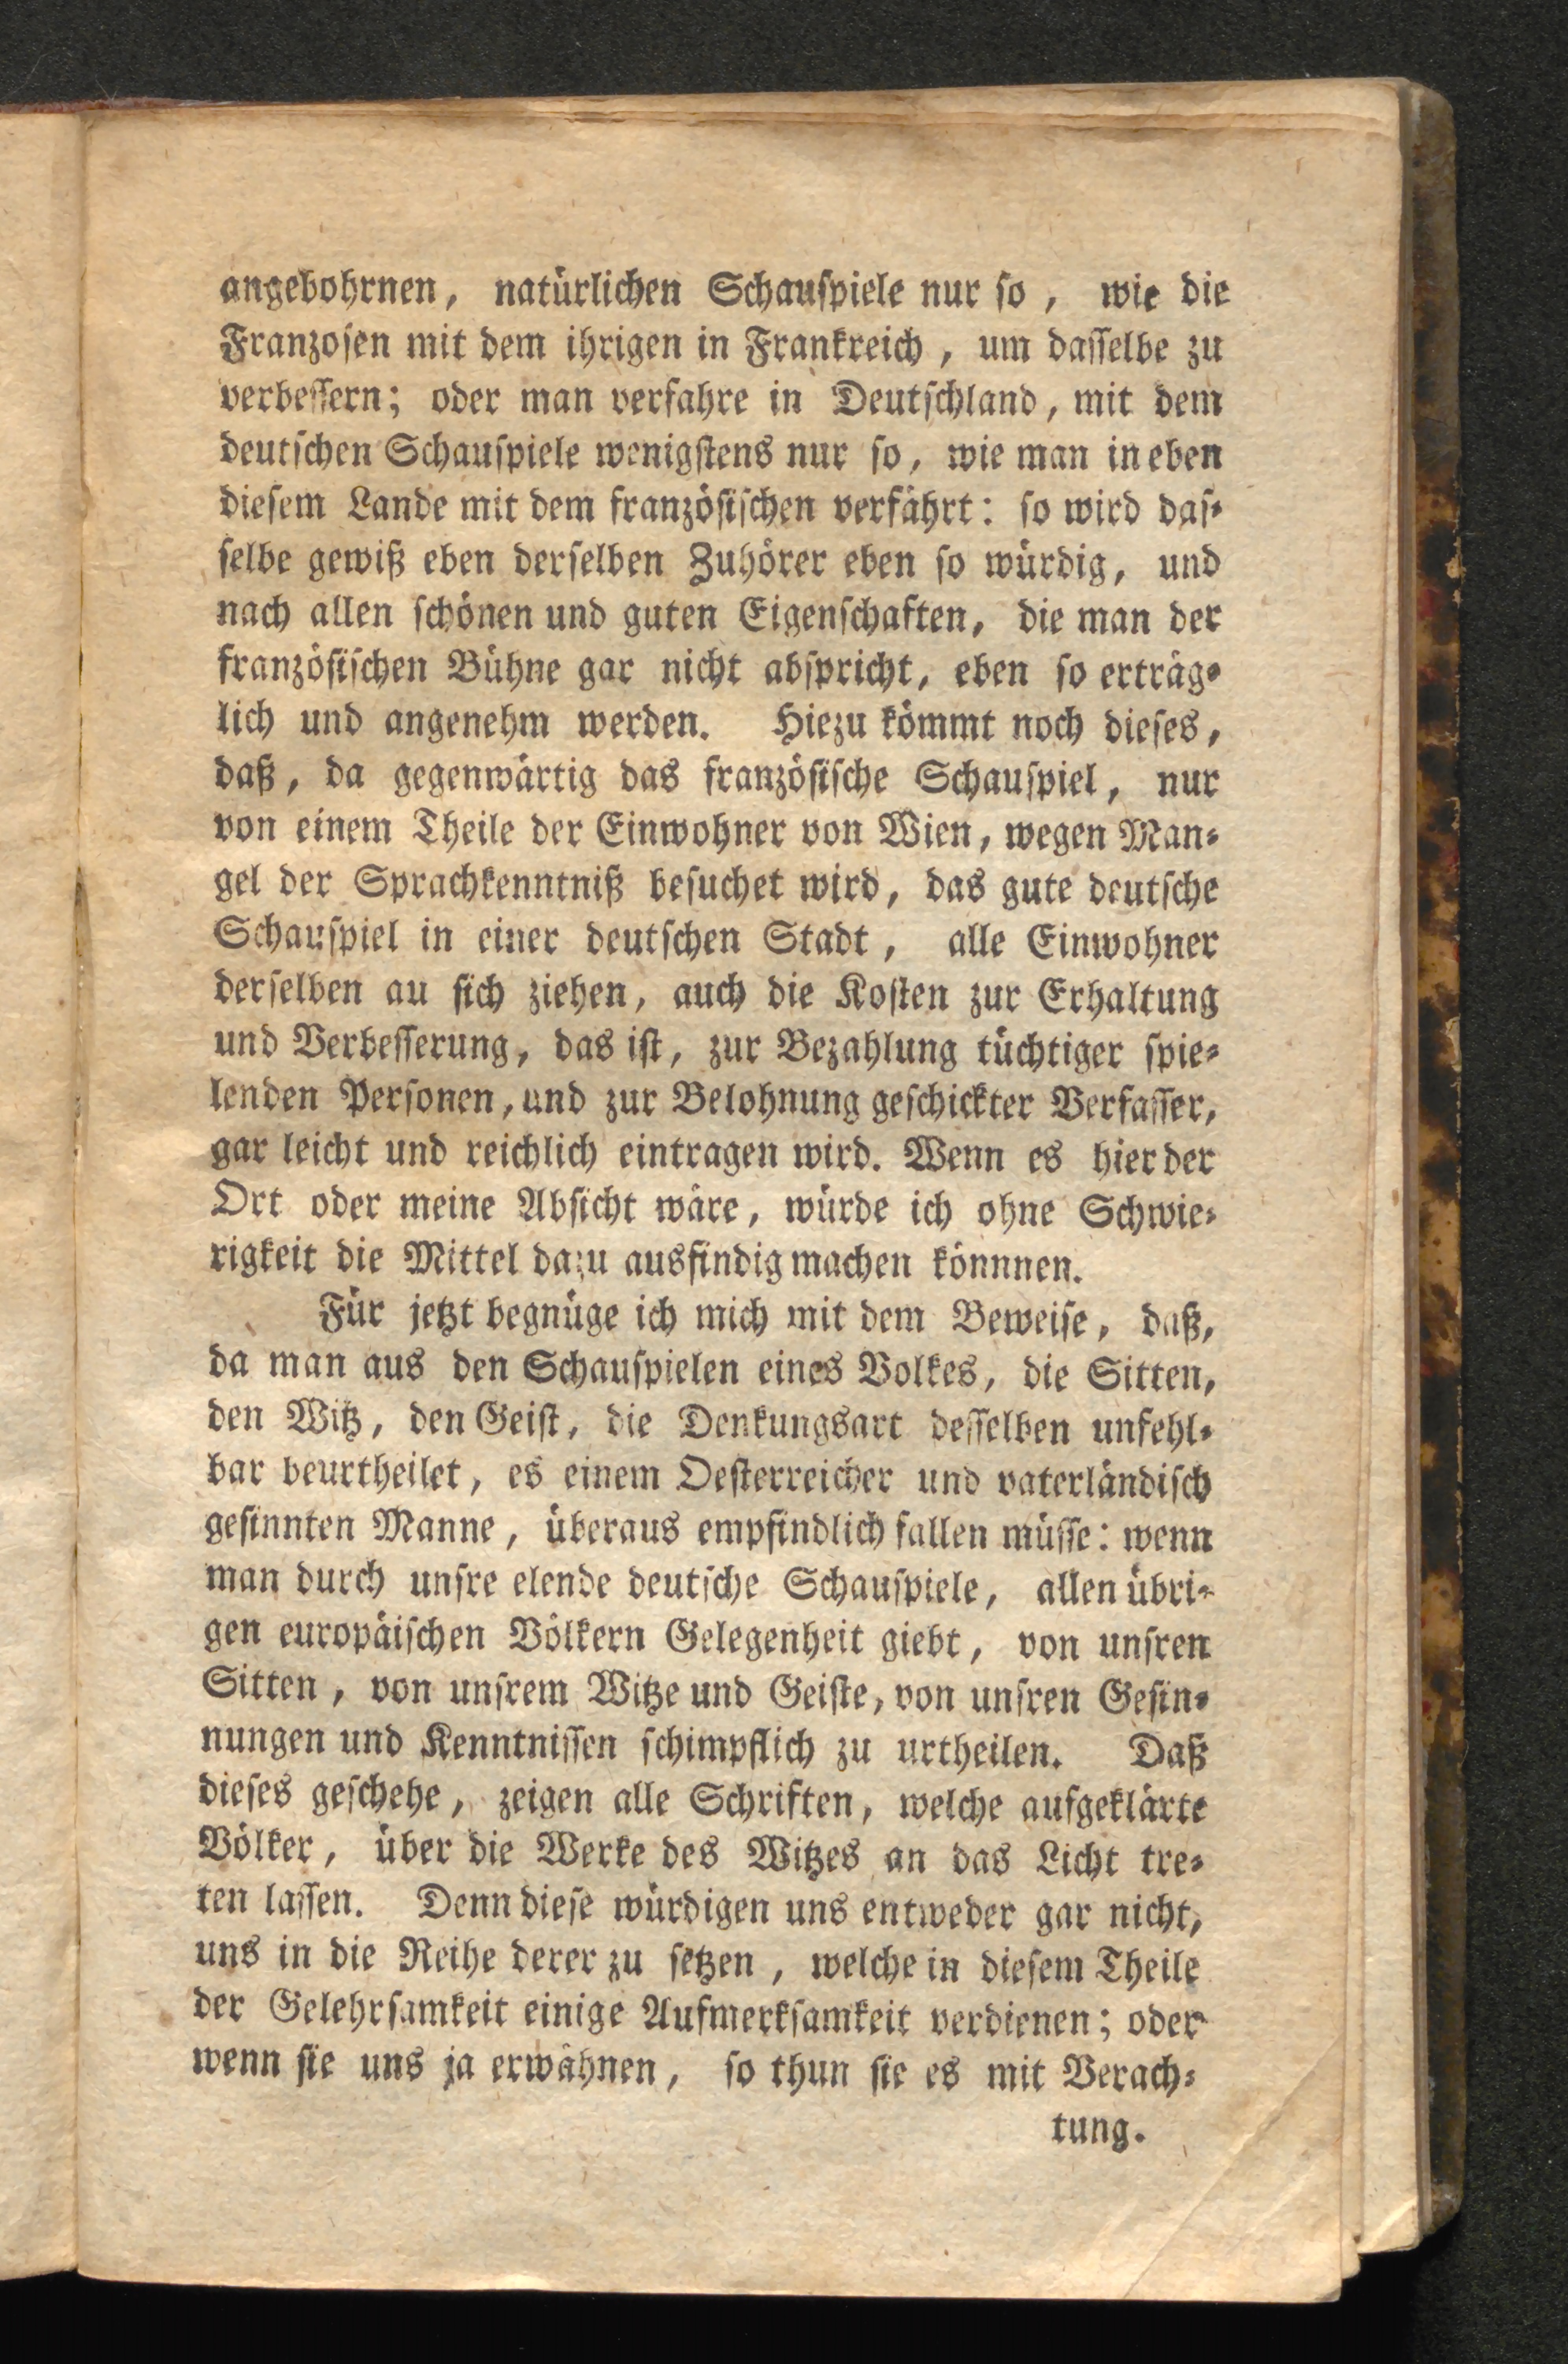 angebohrnen, natürlichen Schauspiele nur so, wie die
Franzosen mit dem ihrigen in Frankreich, um dasselbe zu
verbessern; oder man verfahre in Deutschland, mit dem
deutschen Schauspiele wenigstens nur so, wie man in eben
diesem Lande mit dem französischen verfährt: so wird das-
selbe gewiß eben derselben Zuhörer eben so würdig, und
nach allen schönen und guten Eigenschaften, die man der
französischen Bühne gar nicht abspricht, eben so erträg-
lich und angenehm werden. Hiezu kömmt noch dieses,
daß, da gegenwärtig das französische Schauspiel, nur
von einem Theile der Einwohner von Wien, wegen Man-
gel der Sprachkenntniß besuchet wird, das gute deutsche
Schauspiel in einer deutschen Stadt, alle Einwohner
derselben au sich ziehen, auch die Kosten zur Erhaltung
und Verbesserung, das ist, zur Bezahlung tüchtiger spie-
lenden Personen, und zur Belohnung geschickter Verfasser,
gar leicht und reichlich eintragen wird. Wenn es hier der
Ort oder meine Absicht wäre, würde ich ohne Schwie-
rigkeit die Mittel dazu ausfindig machen könnnen.
Für jetzt begnüge ich mich mit dem Beweise, daß,
da man aus den Schauspielen eines Volkes, die Sitten,
den Witz, den Geist, die Denkungsart desselben unfehl-
bar beurtheilet, es einem Oesterreicher und vaterländisch
gesinnten Manne, überaus empfindlich fallen müsse: wenn
man durch unsre elende deutsche Schauspiele, allen übri-
gen europäischen Völkern Gelegenheit giebt, von unsren
Sitten, von unsrem Witze und Geiste, von unsren Gesin-
nungen und Kenntnissen schimpflich zu urtheilen. Daß
dieses geschehe, zeigen alle Schriften, welche aufgeklärte
Völker, über die Werke des Witzes an das Licht tre-
ten lassen. Denn diese würdigen uns entweder gar nicht,
uns in die Reihe derer zu setzen, welche in diesem Theile
der Gelehrsamkeit einige Aufmerksamkeit verdienen; oder
wenn sie uns ja erwähnen, so thun sie es mit Verach-
tung.